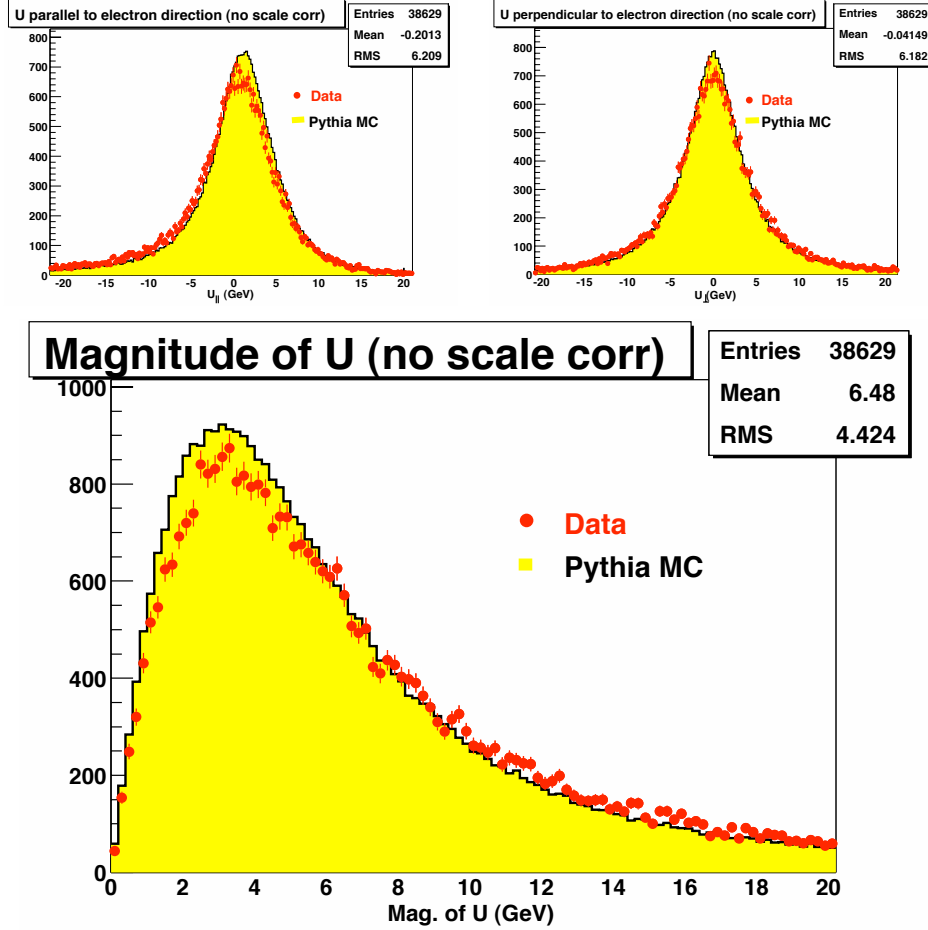 U parallel to electron direction (no scale corr)
Entries 38629
Mean -0.2013
RMS 6.209
800
700
600
500
400
300
200
100
0
Data
Pythia MC
-20 -15 -10 -5 0 5 10 15 20
U|| (GeV)
U perpendicular to electron direction (no scale corr)
Entries 38629
Mean -0.04149
RMS 6.182
800
700
600
500
400
300
200
100
0
Data
Pythia MC
-20 -15 -10 -5 0 5 10 15 20
U⊥(GeV)
Magnitude of U (no scale corr)
Entries 38629
Mean 6.48
RMS 4.424
1000
800
600
400
200
0
Data
Pythia MC
0 2 4 6 8 10 12 14 16 18 20
Mag. of U (GeV)